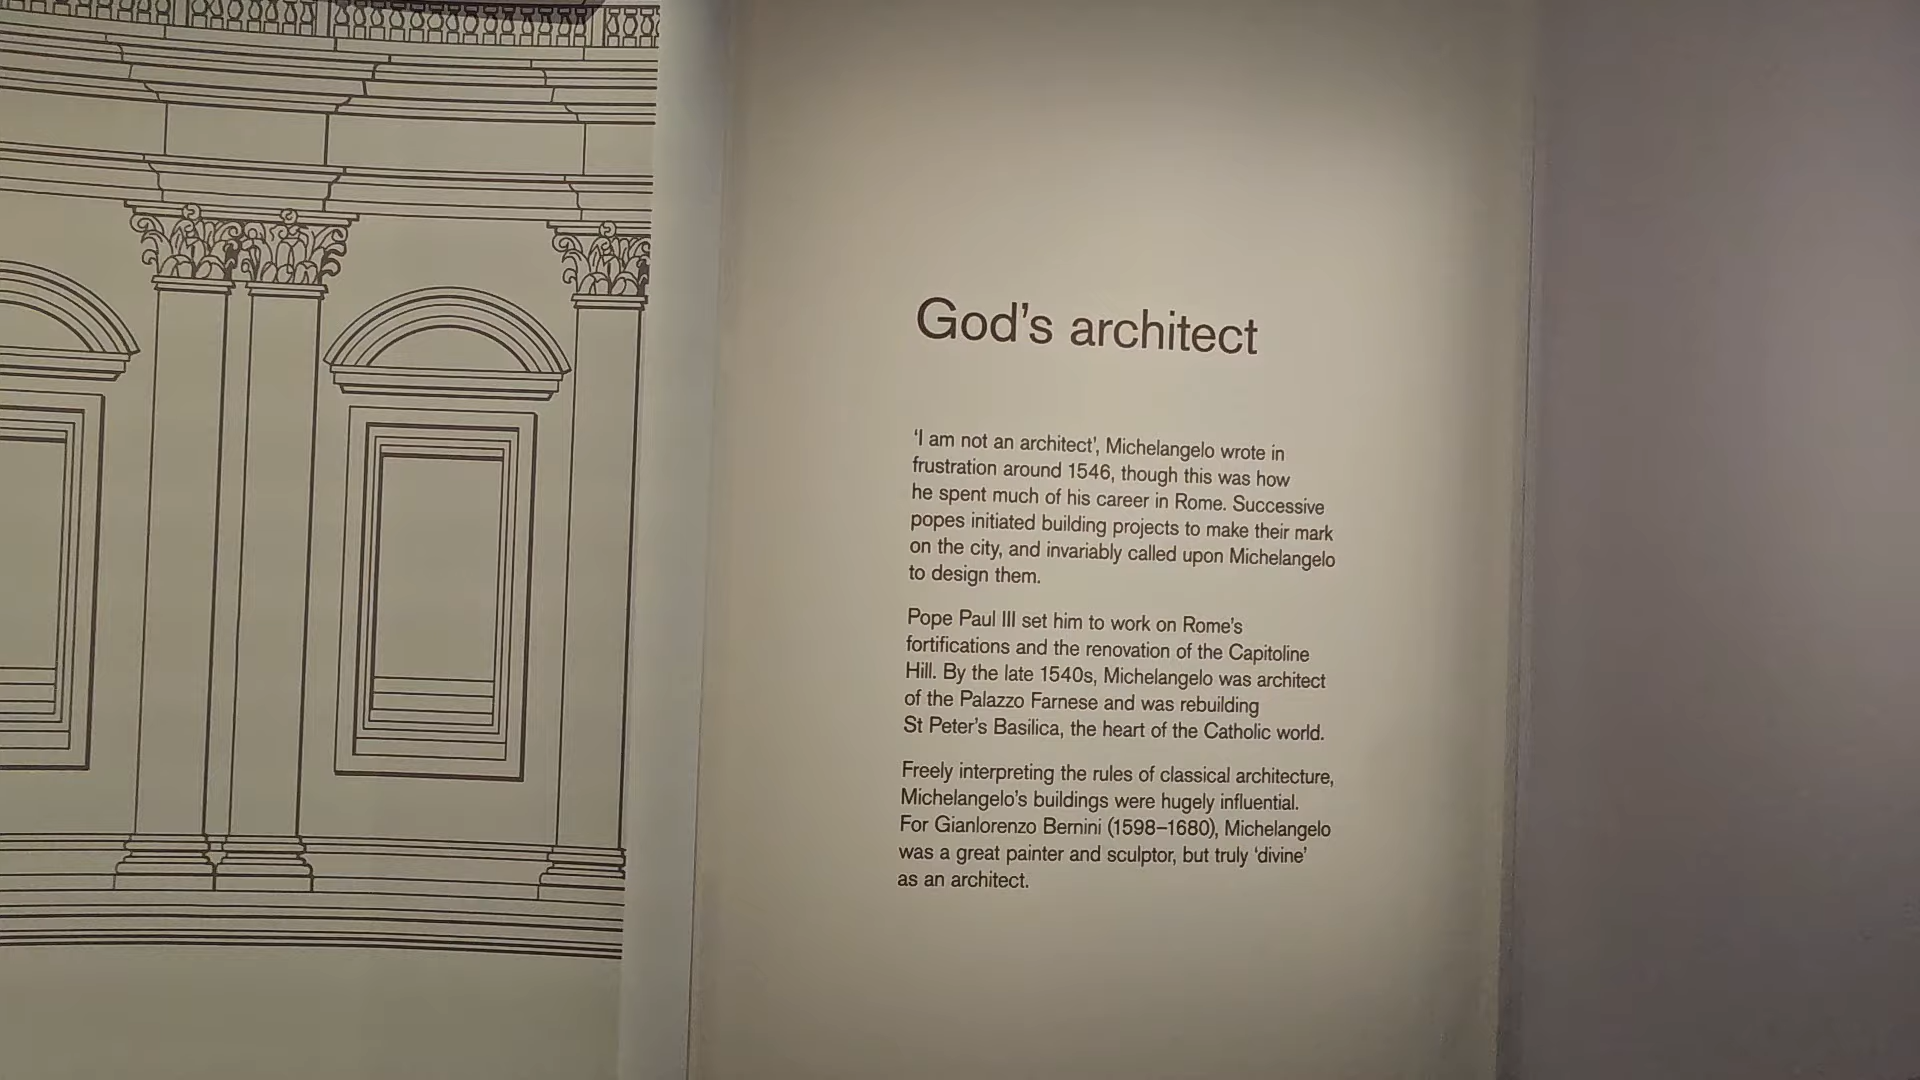 God’s architect
‘I am not an architect’, Michelangelo wrote in
frustration around 1546, though this was how
he spent much of his career in Rome. Successive
popes initiated building projects to make their mark
on the city, and invariably called upon Michelangelo
to design them.
Pope Paul III set him to work on Rome’s
fortifications and the renovation of the Capitoline
Hill. By the late 1540s, Michelangelo was architect
of the Palazzo Farnese and was rebuilding
St Peter’s Basilica, the heart of the Catholic world.
Freely interpreting the rules of classical architecture,
Michelangelo’s buildings were hugely influential.
For Gianlorenzo Bernini (1598–1680), Michelangelo
was a great painter and sculptor, but truly ‘divine’
as an architect.